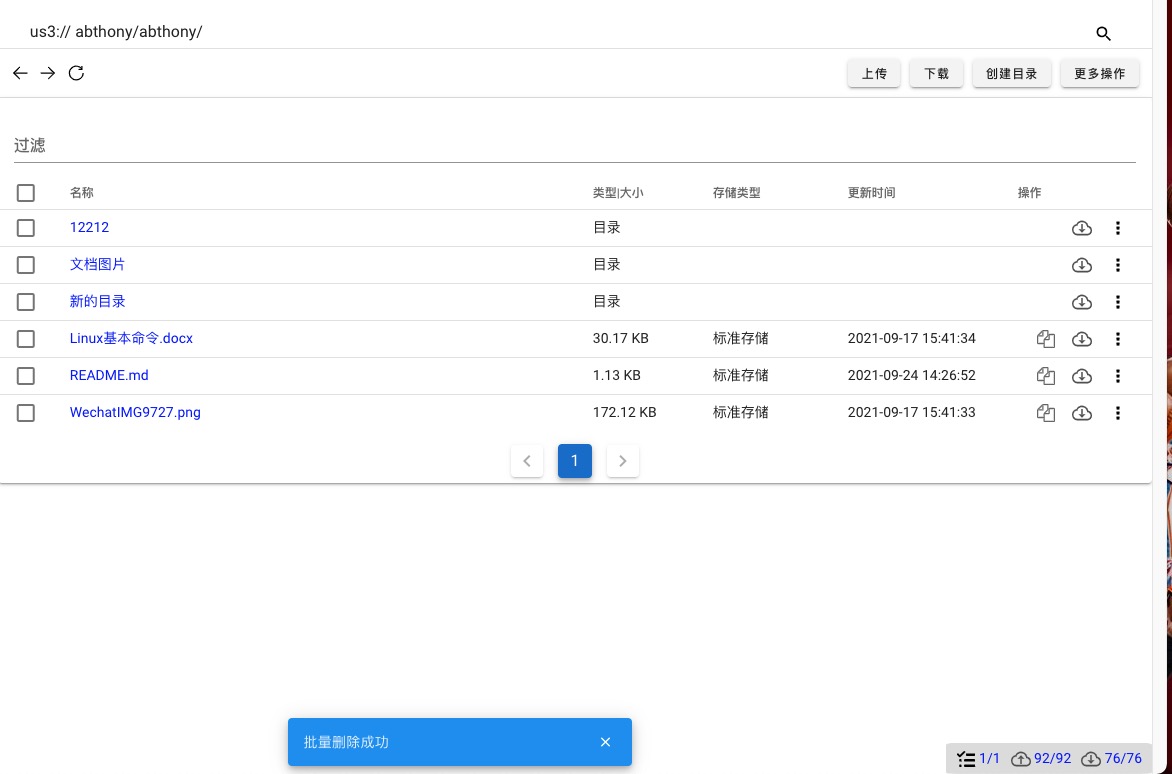 us3:// abthony/abthony/
上传 下载 创建目录 更多操作
过滤
名称 类型|大小 存储类型 更新时间 操作
12212 目录
文档图片 目录
新的目录 目录
Linux基本命令.docx 30.17 KB 标准存储 2021-09-17 15:41:34
README.md 1.13 KB 标准存储 2021-09-24 14:26:52
WechatIMG9727.png 172.12 KB 标准存储 2021-09-17 15:41:33
1
批量删除成功
1/1 92/92 76/76